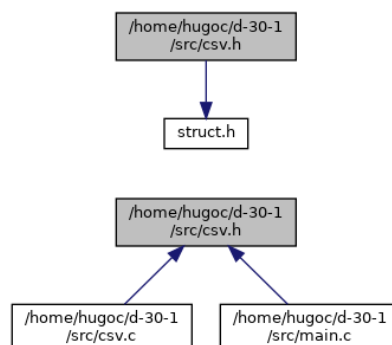 /home/hugoc/d-30-1
/src/csv.h
struct.h
/home/hugoc/d-30-1
/src/csv.h
/home/hugoc/d-30-1
/src/csv.c
/home/hugoc/d-30-1
/src/main.c